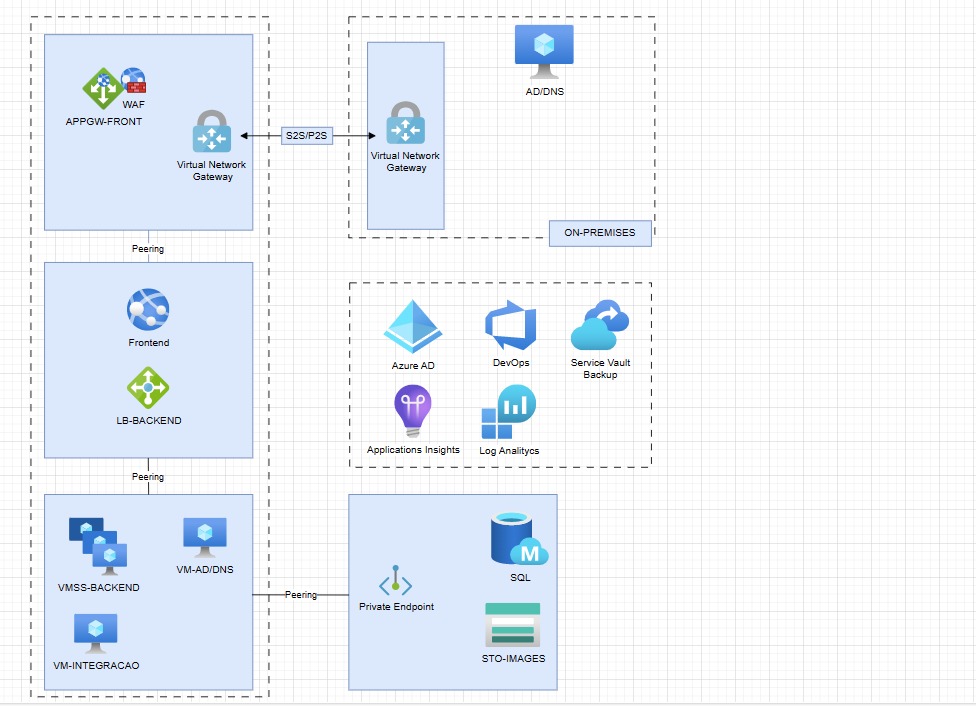 WAF
APPGW-FRONT
Virtual Network
Gateway
S2S/P2S
Virtual Network
Gateway
AD/DNS
ON-PREMISES
Peering
Frontend
LB-BACKEND
Azure AD
DevOps
Service Vault
Backup
Applications Insights
Log Analitycs
Peering
VMSS-BACKEND
VM-AD/DNS
VM-INTEGRACAO
Peering
Private Endpoint
M
SQL
STO-IMAGES